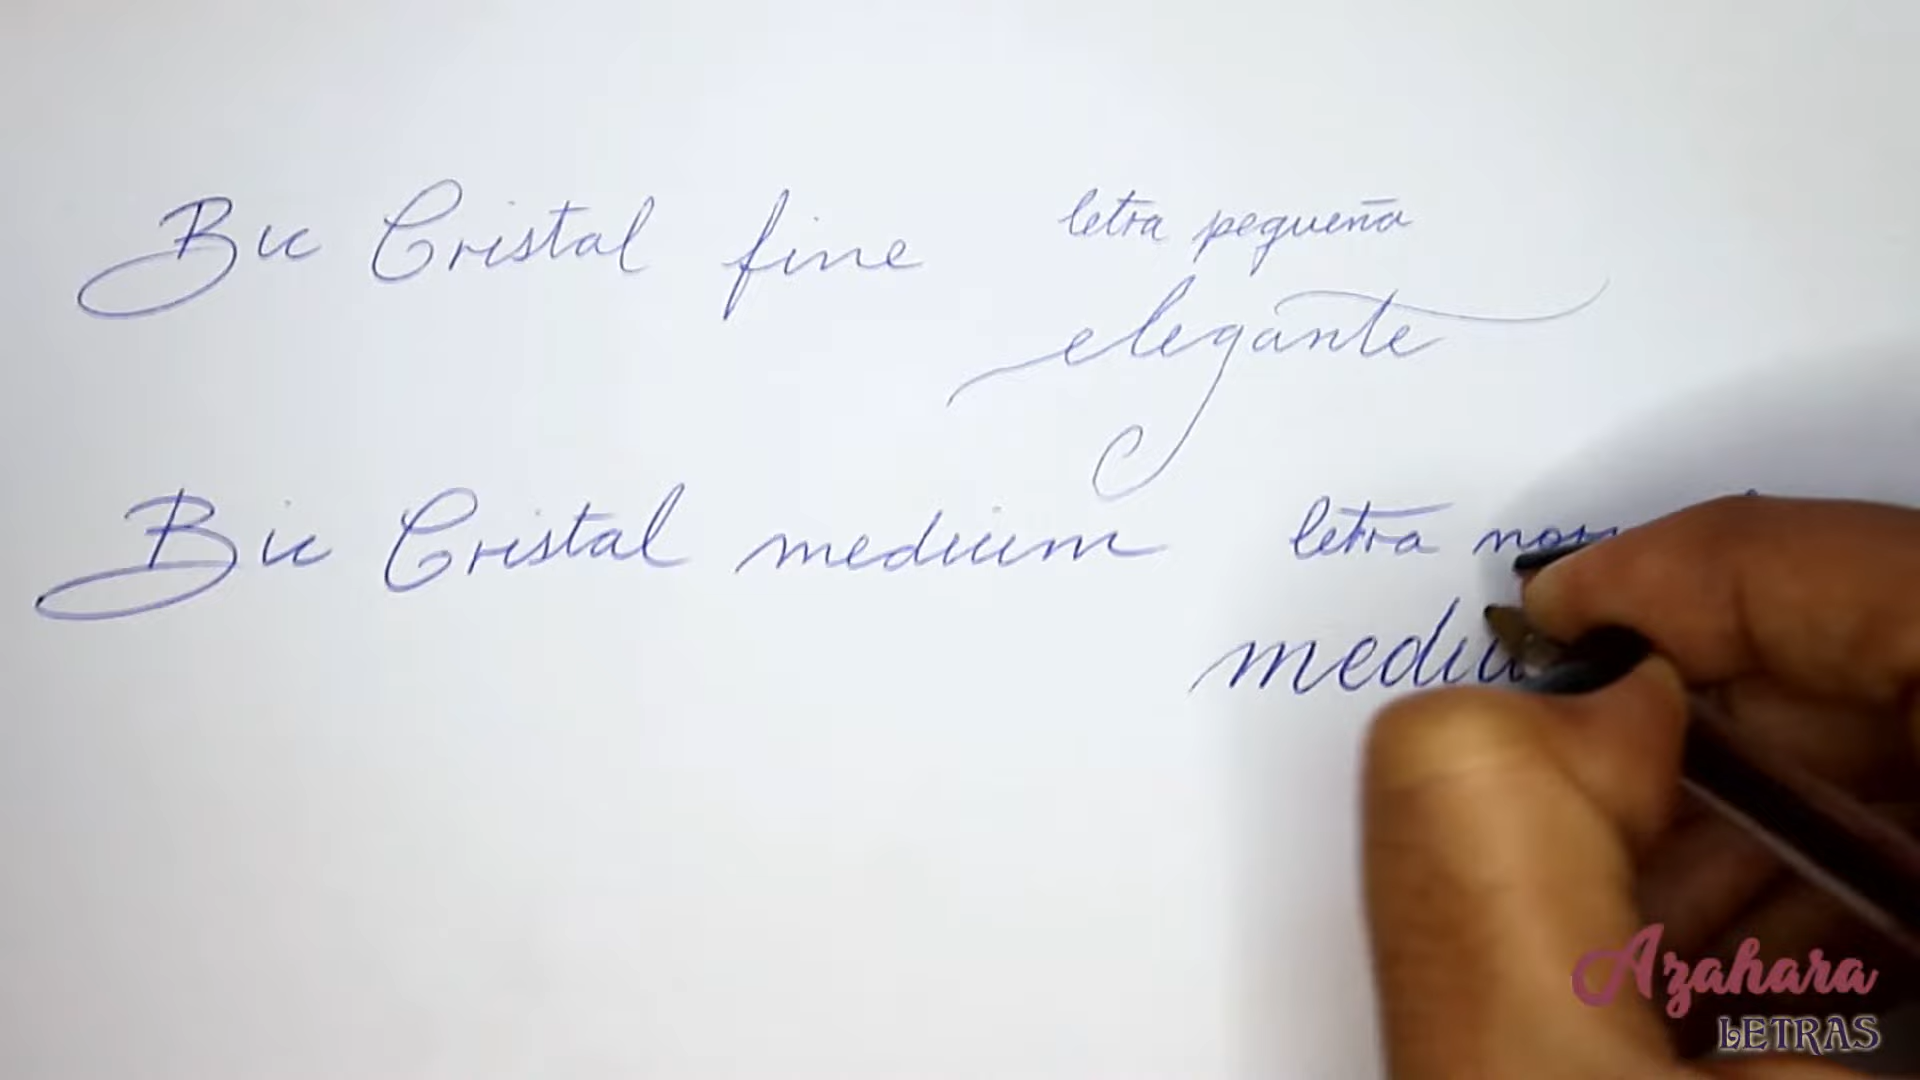 Bic Cristal fine
letra pequeña
elegante
Bic Cristal medium
letra
Azahara
LETRAS